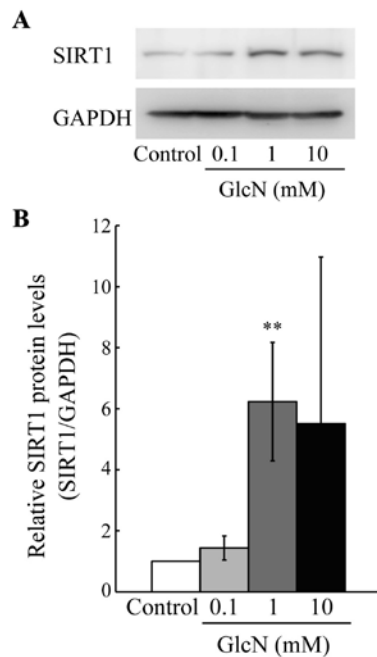 A
SIRT1
GAPDH
Control 0.1 1 10
GlcN (mM)
B
Relative SIRT1 protein levels
(SIRT1/GAPDH)
12
10
8
6
4
2
0
**
Control 0.1 1 10
GlcN (mM)